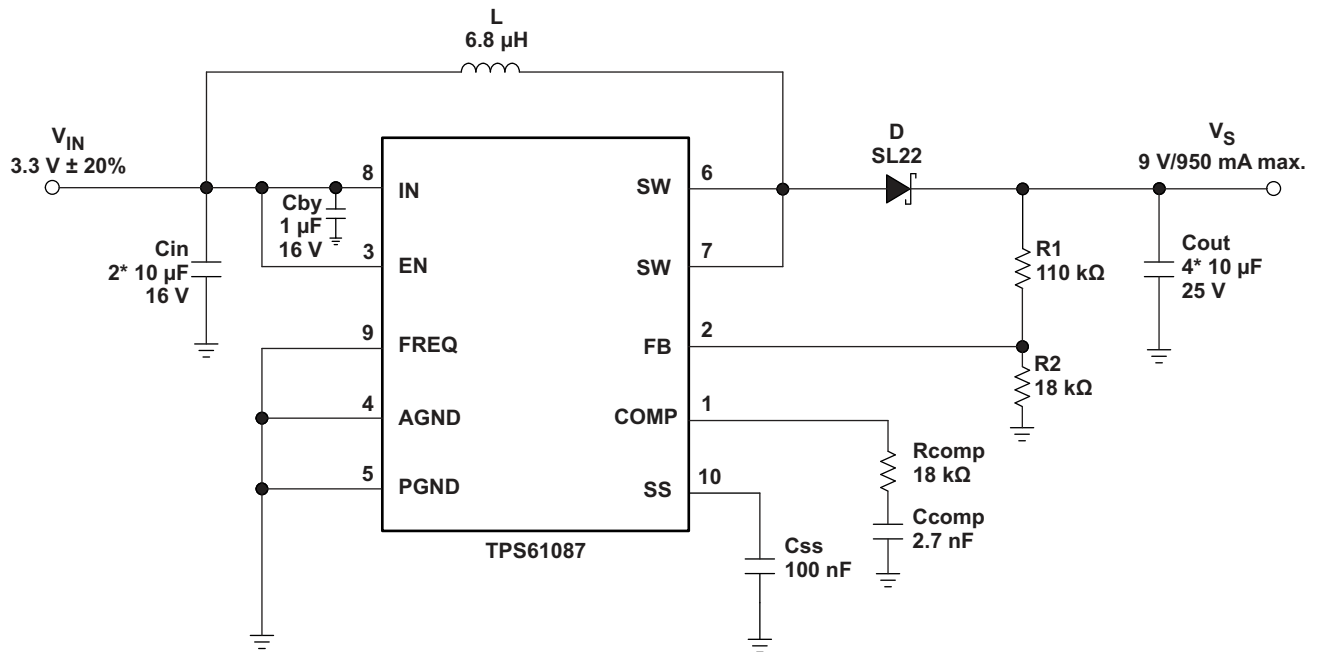 L
6.8 µH
V_IN
3.3 V ± 20%
D
SL22
V_S
9 V/950 mA max.
8
IN
SW
6
Cby
1 µF
16 V
Cin
2* 10 µF
16 V
3
EN
SW
7
R1
110 kΩ
Cout
4* 10 µF
25 V
9
FREQ
FB
2
R2
18 kΩ
4
AGND
COMP
1
Rcomp
18 kΩ
5
PGND
SS
10
Ccomp
2.7 nF
TPS61087
Css
100 nF